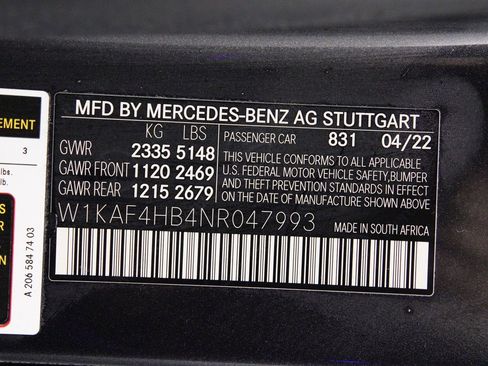 MFD BY MERCEDES-BENZ AG STUTTGART
KG LBS PASSENGER CAR 831 04/22
GVWR 2335 5148
GAWR FRONT 1120 2469
GAWR REAR 1215 2679
THIS VEHICLE CONFORMS TO ALL APPLICABLE
U.S. FEDERAL MOTOR VEHICLE SAFETY,BUMPER
AND THEFT PREVENTION STANDARDS IN EFFECT
ON THE DATE OF MANUFACTURE SHOWN ABOVE.
W1KAF4HB4NR047993
MADE IN SOUTH AFRICA
EMENT
3
lb.
lb.
A 206 584 74 03